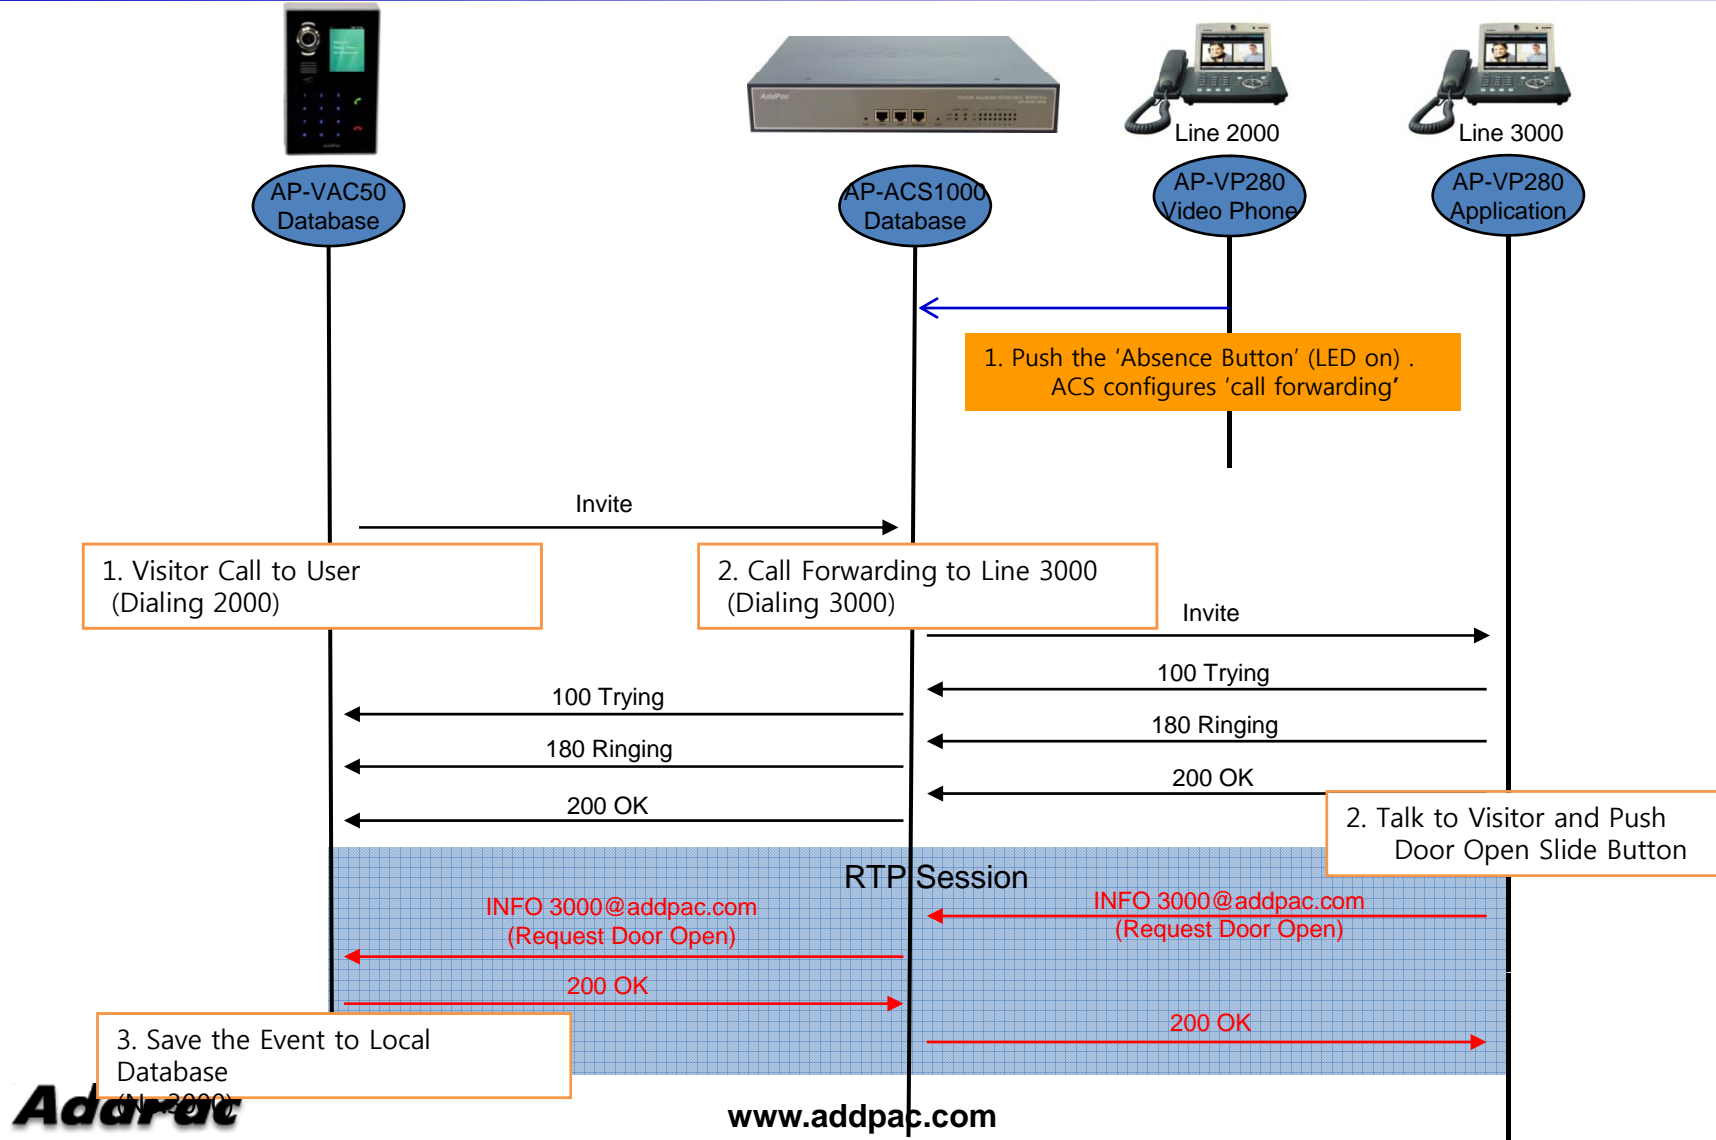 AddPac
Line 2000
Line 3000
AP-VAC50
Database
AP-ACS1000
Database
AP-VP280
Video Phone
AP-VP280
Application
1. Push the ‘Absence Button’ (LED on) .
ACS configures ‘call forwarding’
Invite
1. Visitor Call to User
(Dialing 2000)
2. Call Forwarding to Line 3000
(Dialing 3000)
Invite
100 Trying
100 Trying
180 Ringing
180 Ringing
200 OK
200 OK
2. Talk to Visitor and Push
Door Open Slide Button
RTP Session
INFO 3000@addpac.com
(Request Door Open)
INFO 3000@addpac.com
(Request Door Open)
200 OK
200 OK
3. Save the Event to Local
Database
(No.3000)
AddPac
www.addpac.com